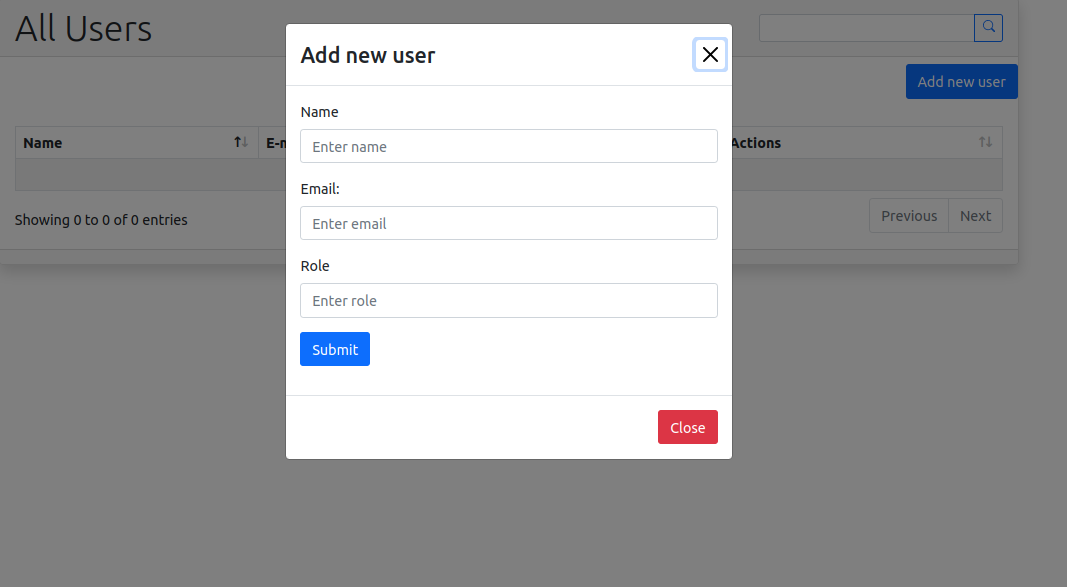 All Users
Add new user
Add new user
Name
Enter name
Email:
Enter email
Role
Enter role
Submit
Close
Name
Actions
Showing 0 to 0 of 0 entries
Previous Next